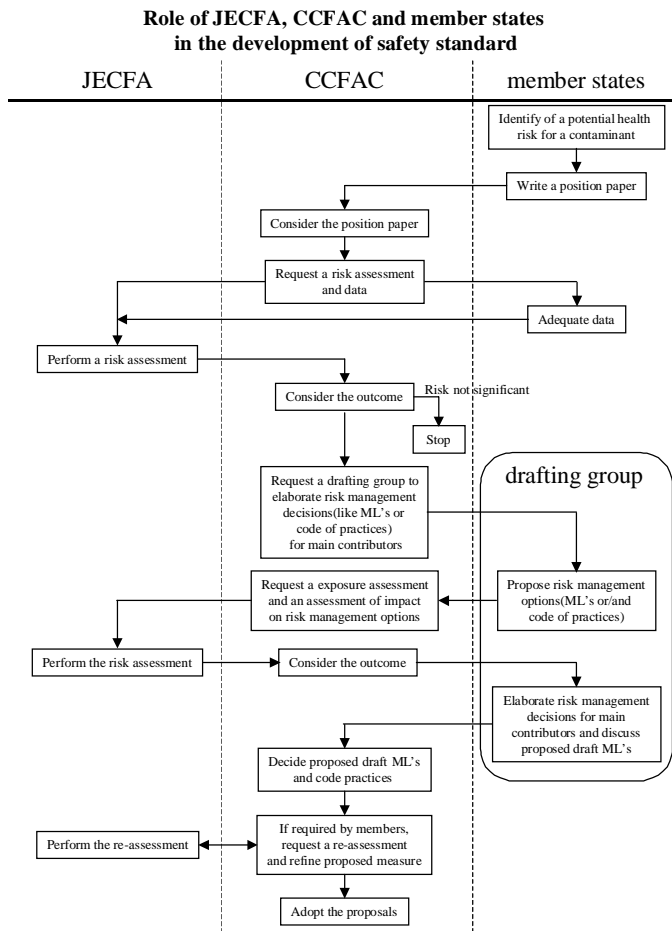 Role of JECFA, CCFAC and member states
in the development of safety standard
JECFA
CCFAC
member states
Identify of a potential health
risk for a contaminant
Write a position paper
Consider the position paper
Request a risk assessment
and data
Adequate data
Perform a risk assessment
Consider the outcome
Risk not significant
Stop
drafting group
Request a drafting group to
elaborate risk management
decisions(like ML's or
code of practices)
for main contributors
Propose risk management
options(ML's or/and
code of practices)
Request a exposure assessment
and an assessment of impact
on risk management options
Perform the risk assessment
Consider the outcome
Elaborate risk management
decisions for main
contributors and discuss
proposed draft ML's
Decide proposed draft ML's
and code practices
If required by members,
request a re-assessment
and refine proposed measure
Perform the re-assessment
Adopt the proposals